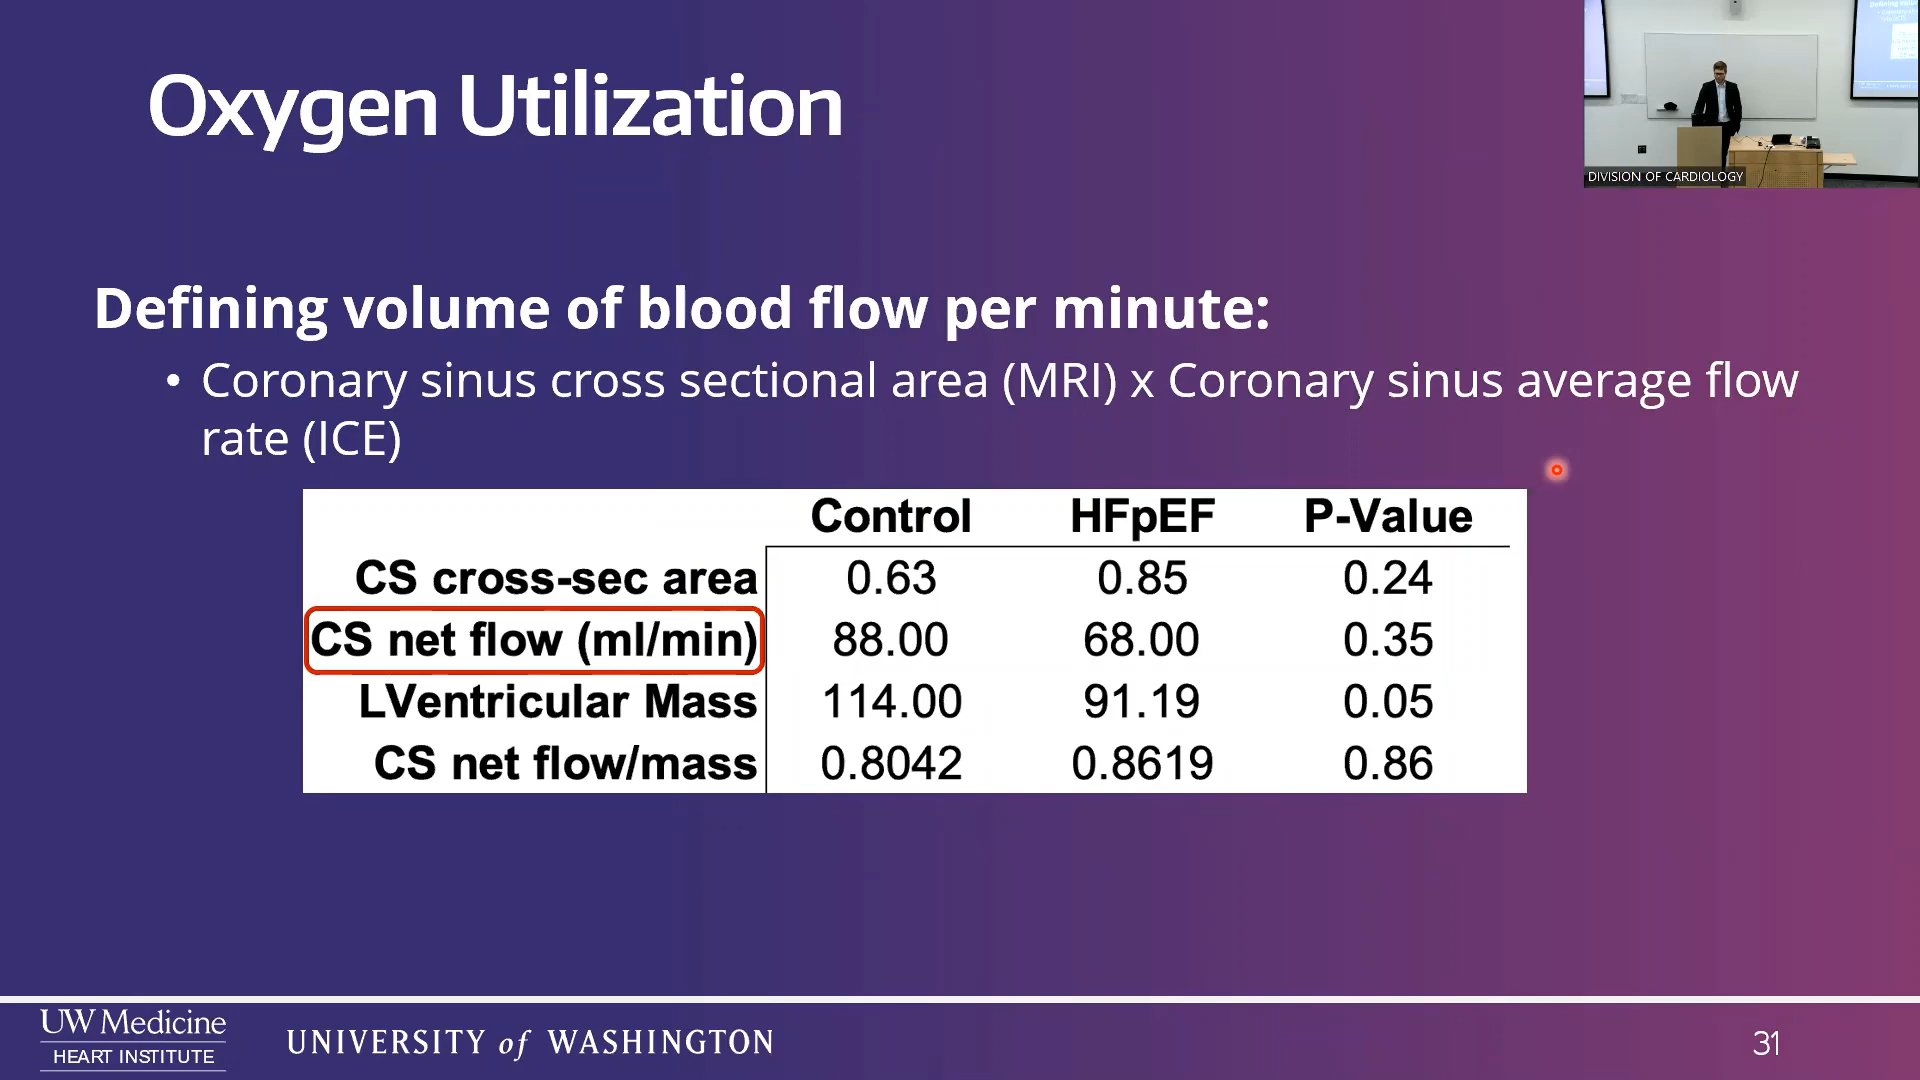 Oxygen Utilization
DIVISION OF CARDIOLOGY
Defining volume of blood flow per minute:
• Coronary sinus cross sectional area (MRI) x Coronary sinus average flow
rate (ICE)
Control HFpEF P-Value
CS cross-sec area 0.63 0.85 0.24
CS net flow (ml/min) 88.00 68.00 0.35
LVentricular Mass 114.00 91.19 0.05
CS net flow/mass 0.8042 0.8619 0.86
UW Medicine
HEART INSTITUTE
UNIVERSITY of WASHINGTON
31